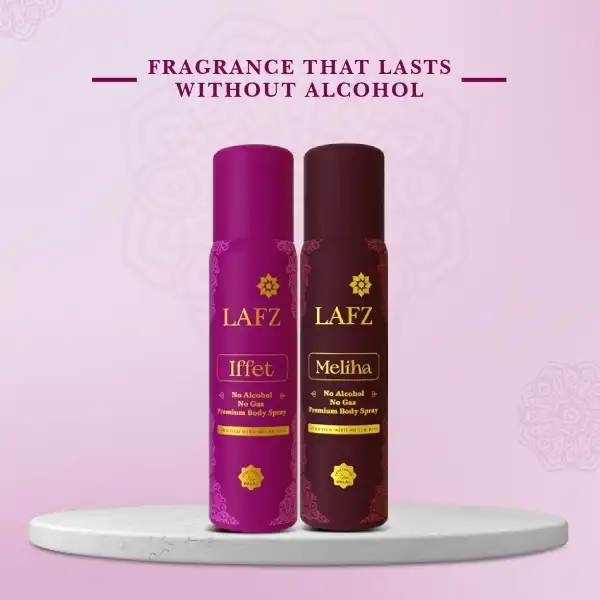 FRAGRANCE THAT LASTS
WITHOUT ALCOHOL
LAFZ
Iffet
No Alcohol
No Gas
Premium Body Spray
LAFZ
Meliha
No Alcohol
No Gas
Premium Body Spray
HALAL